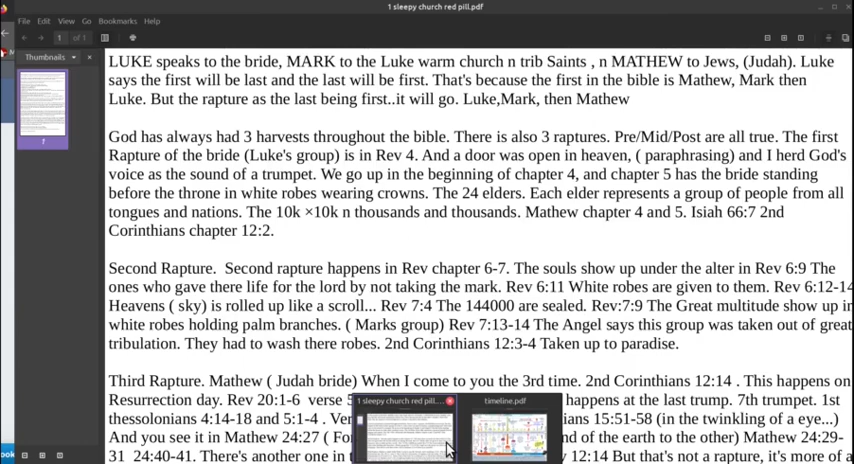 1 sleepy church red pill.pdf
File Edit View Go Bookmarks Help
1 of 1
Thumbnails
LUKE speaks to the bride, MARK to the Luke warm church n trib Saints , n MATHEW to Jews, (Judah). Luke
says the first will be last and the last will be first. That's because the first in the bible is Mathew, Mark then
Luke. But the rapture as the last being first..it will go. Luke,Mark, then Mathew
God has always had 3 harvests throughout the bible. There is also 3 raptures. Pre/Mid/Post are all true. The first
Rapture of the bride (Luke's group) is in Rev 4. And a door was open in heaven, ( paraphrasing) and I herd God's
voice as the sound of a trumpet. We go up in the beginning of chapter 4, and chapter 5 has the bride standing
before the throne in white robes wearing crowns. The 24 elders. Each elder represents a group of people from all
tongues and nations. The 10k ×10k n thousands and thousands. Mathew chapter 4 and 5. Isiah 66:7 2nd
Corinthians chapter 12:2.
Second Rapture. Second rapture happens in Rev chapter 6-7. The souls show up under the alter in Rev 6:9 The
ones who gave there life for the lord by not taking the mark. Rev 6:11 White robes are given to them. Rev 6:12-14
Heavens ( sky) is rolled up like a scroll... Rev 7:4 The 144000 are sealed. Rev:7:9 The Great multitude show up in
white robes holding palm branches. ( Marks group) Rev 7:13-14 The Angel says this group was taken out of great
tribulation. They had to wash there robes. 2nd Corinthians 12:3-4 Taken up to paradise.
Third Rapture. Mathew ( Judah bride) When I come to you the 3rd time. 2nd Corinthians 12:14 . This happens on
1 sleepy church red pill.... timeline.pdf
Resurrection day. Rev 20:1-6 verse happens at the last trump. 7th trumpet. 1st
thessolonians 4:14-18 and 5:1-4 . 15:51-58 (in the twinkling of a eye...)
And you see it in Mathew 24:27 ( of the earth to the other) Mathew 24:29-
31 24:40-41. There's another one in 12:14 But that's not a rapture, it's more of a